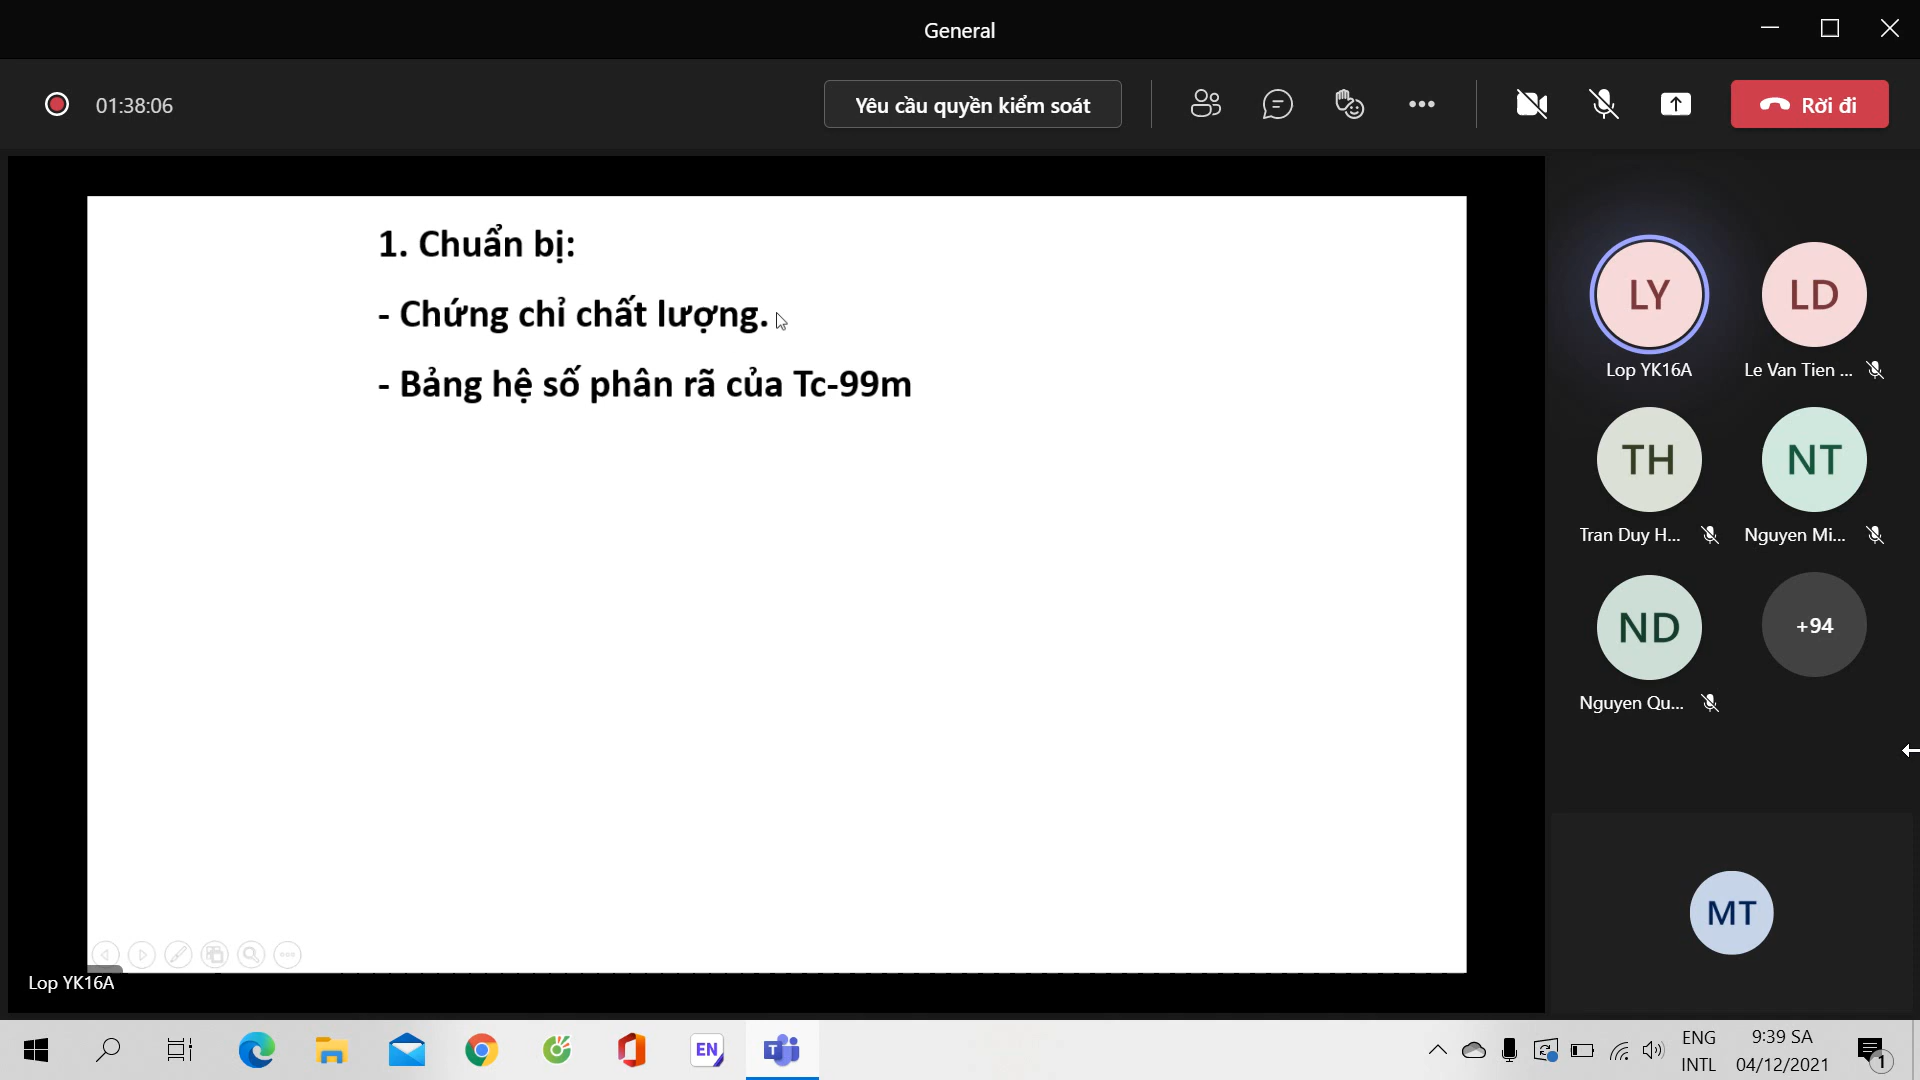 General
01:38:06
Yêu cầu quyền kiểm soát
Rời đi
1. Chuẩn bị:
- Chứng chỉ chất lượng.
- Bảng hệ số phân rã của Tc-99m
LY
LD
Lop YK16A
Le Van Tien ...
TH
NT
Tran Duy H...
Nguyen Mi...
ND
+94
Nguyen Qu...
MT
Lop YK16A
EN
T
ENG
INTL
9:39 SA
04/12/2021
1